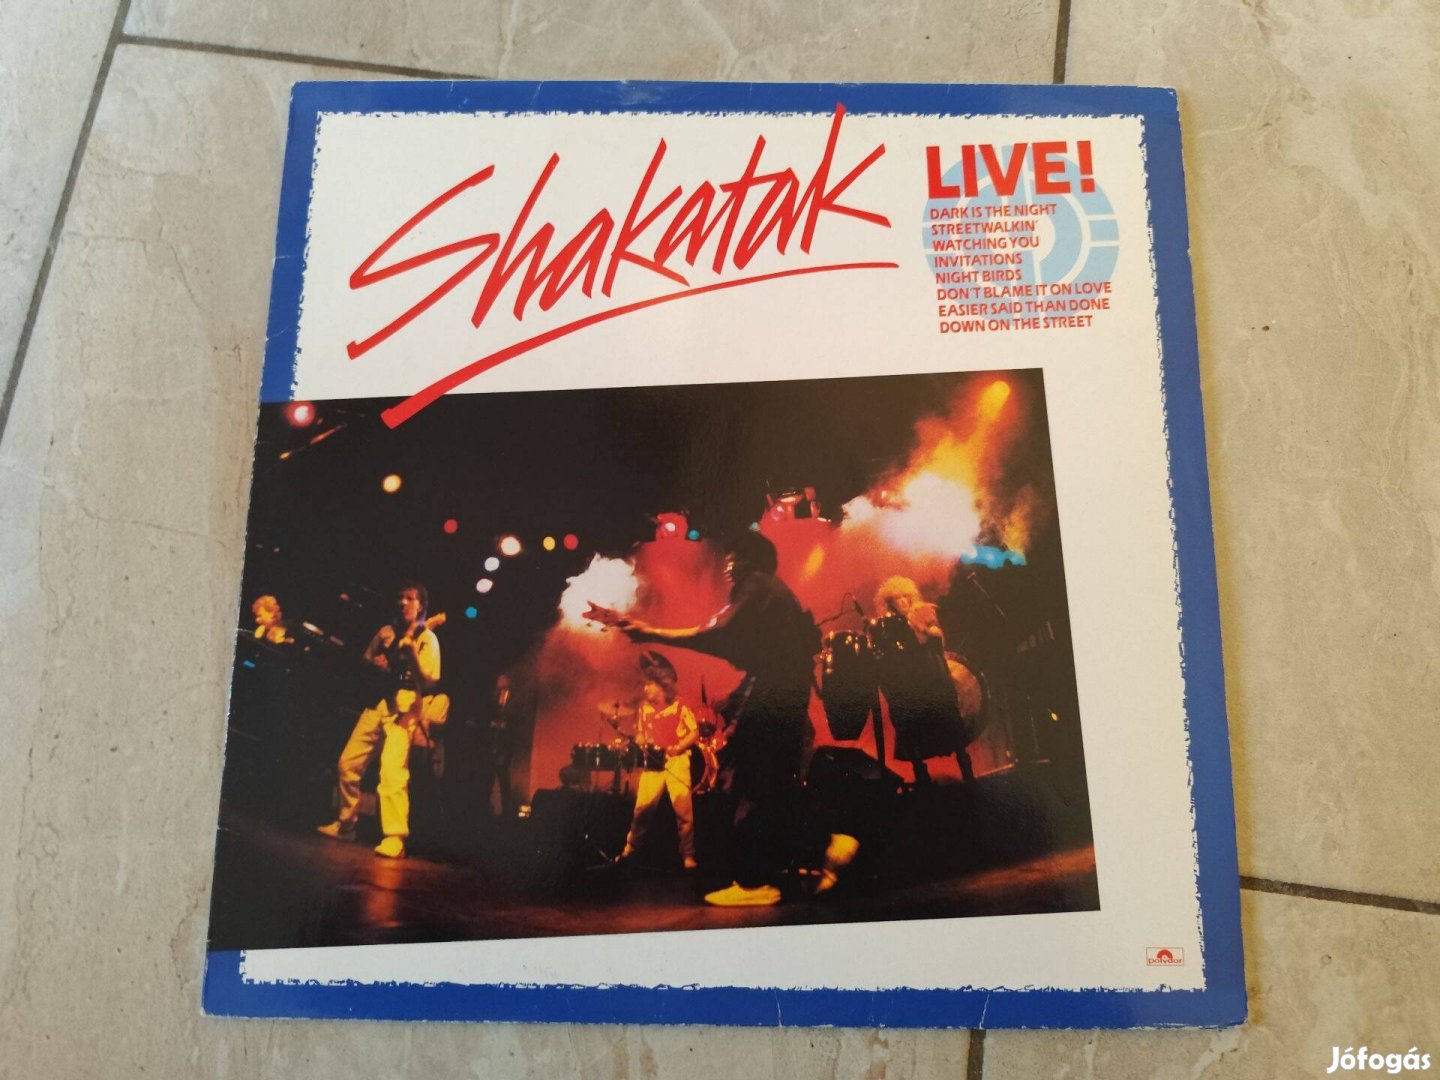 Shakatak
LIVE!
DARK IS THE NIGHT
STREETWALKIN'
WATCHING YOU
INVITATIONS
NIGHT BIRDS
DON'T BLAME IT ON LOVE
EASIER SAID THAN DONE
DOWN ON THE STREET
polydor
Jófogás